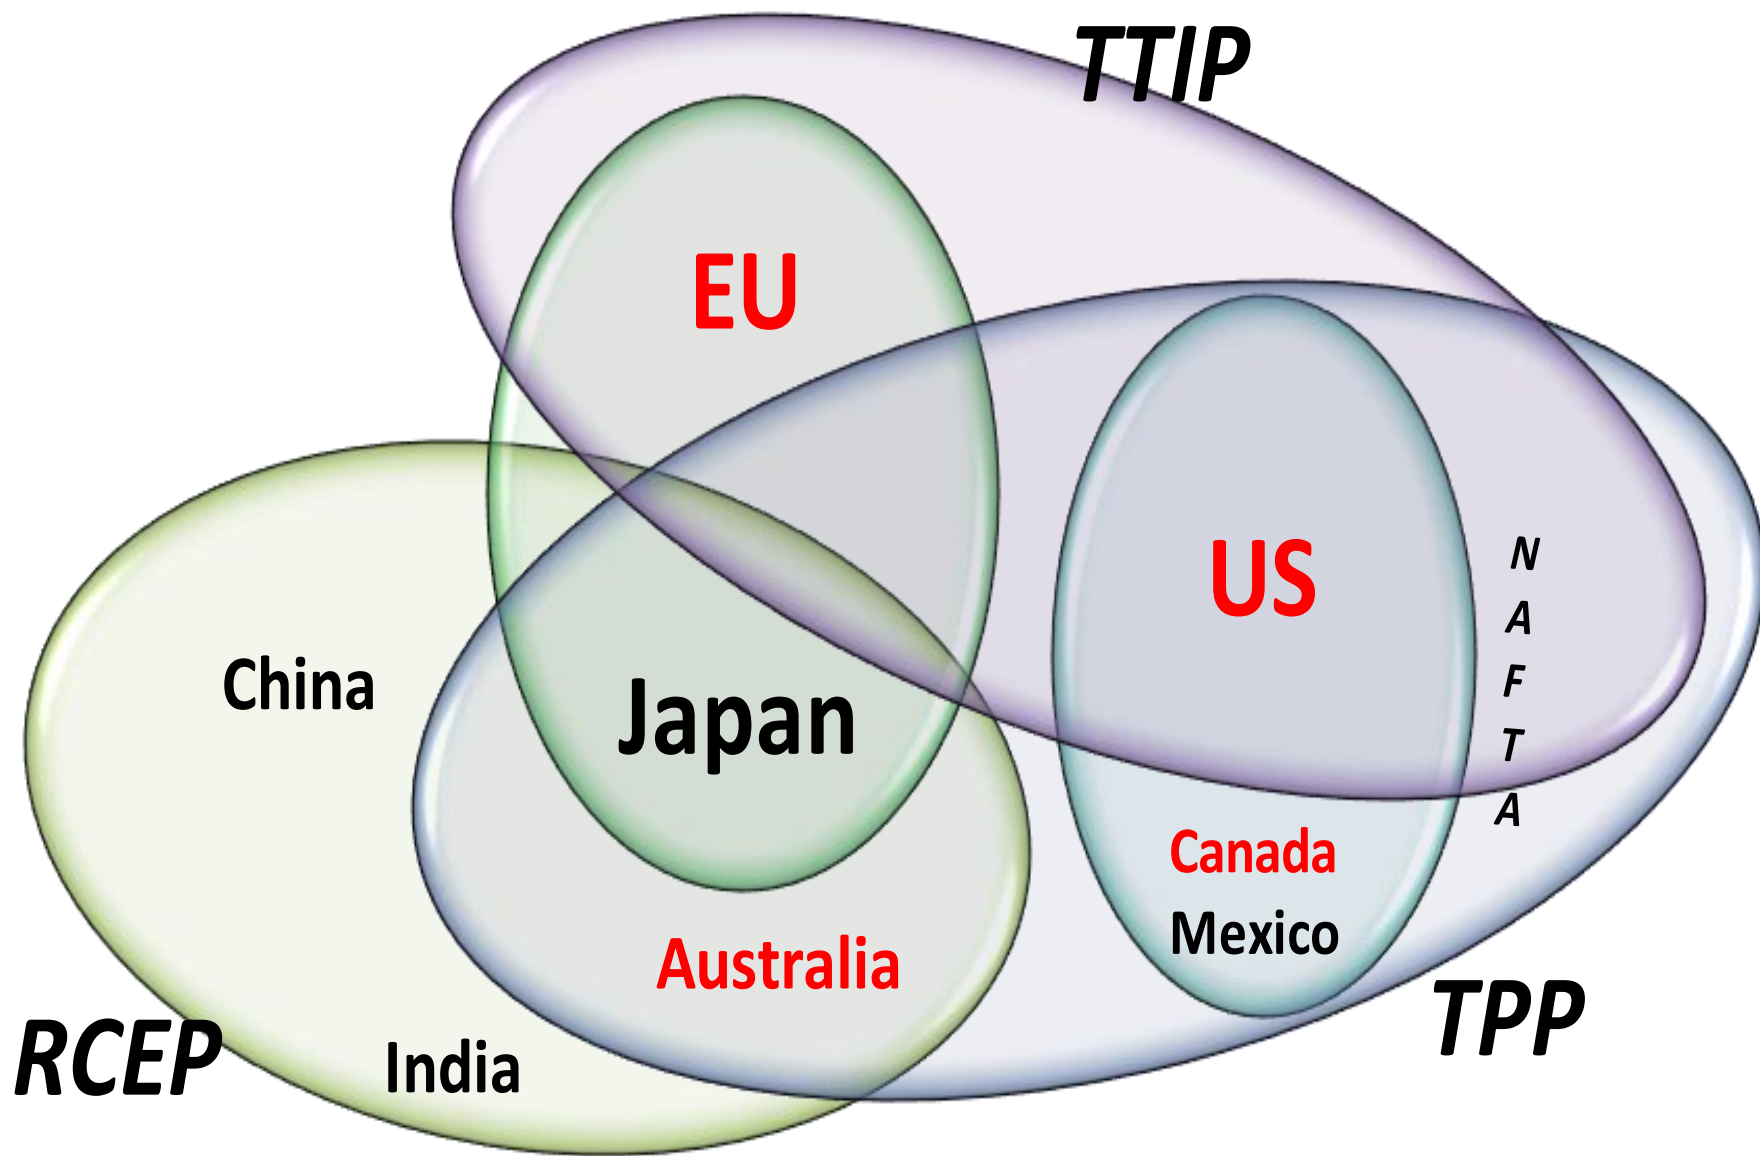 TTIP
EU
US
N
A
F
T
A
China
Japan
Canada
Mexico
Australia
TPP
RCEP
India